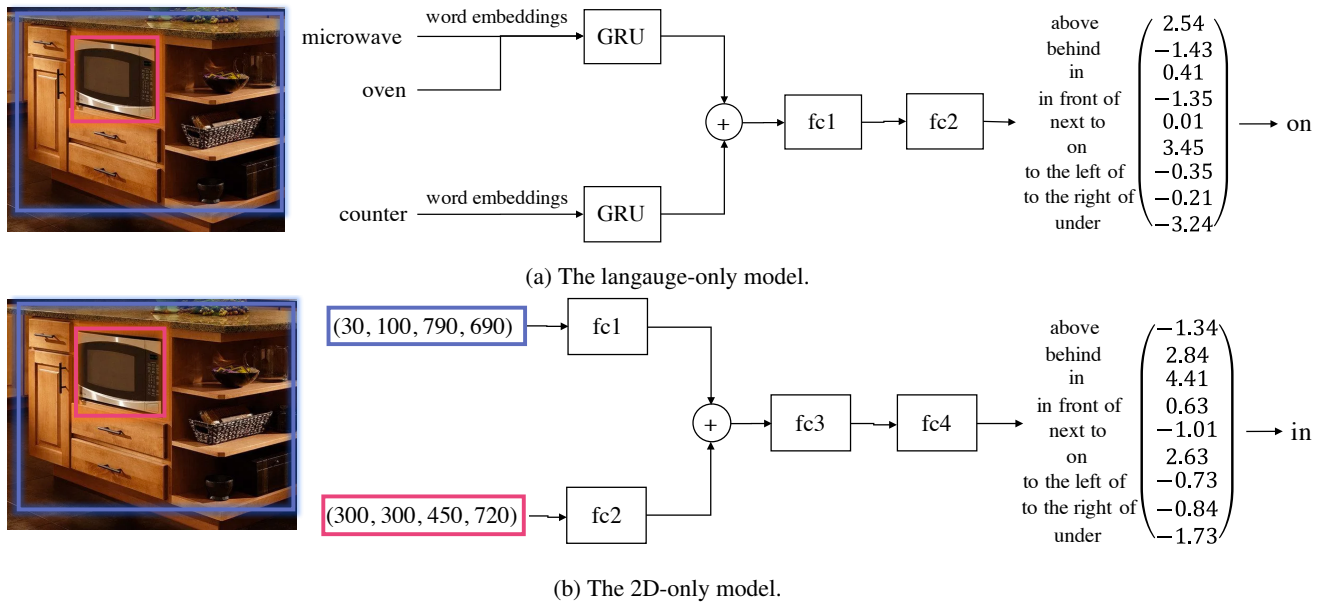 microwave
word embeddings
GRU
oven
+
fc1
fc2
counter
word embeddings
GRU
above 2.54
behind −1.43
in 0.41
in front of −1.35
next to 0.01
on 3.45
to the left of −0.35
to the right of −0.21
under −3.24
on
(a) The langauge-only model.
(30, 100, 790, 690)
fc1
+
fc3
fc4
(300, 300, 450, 720)
fc2
above −1.34
behind 2.84
in 4.41
in front of 0.63
next to −1.01
on 2.63
to the left of −0.73
to the right of −0.84
under −1.73
in
(b) The 2D-only model.